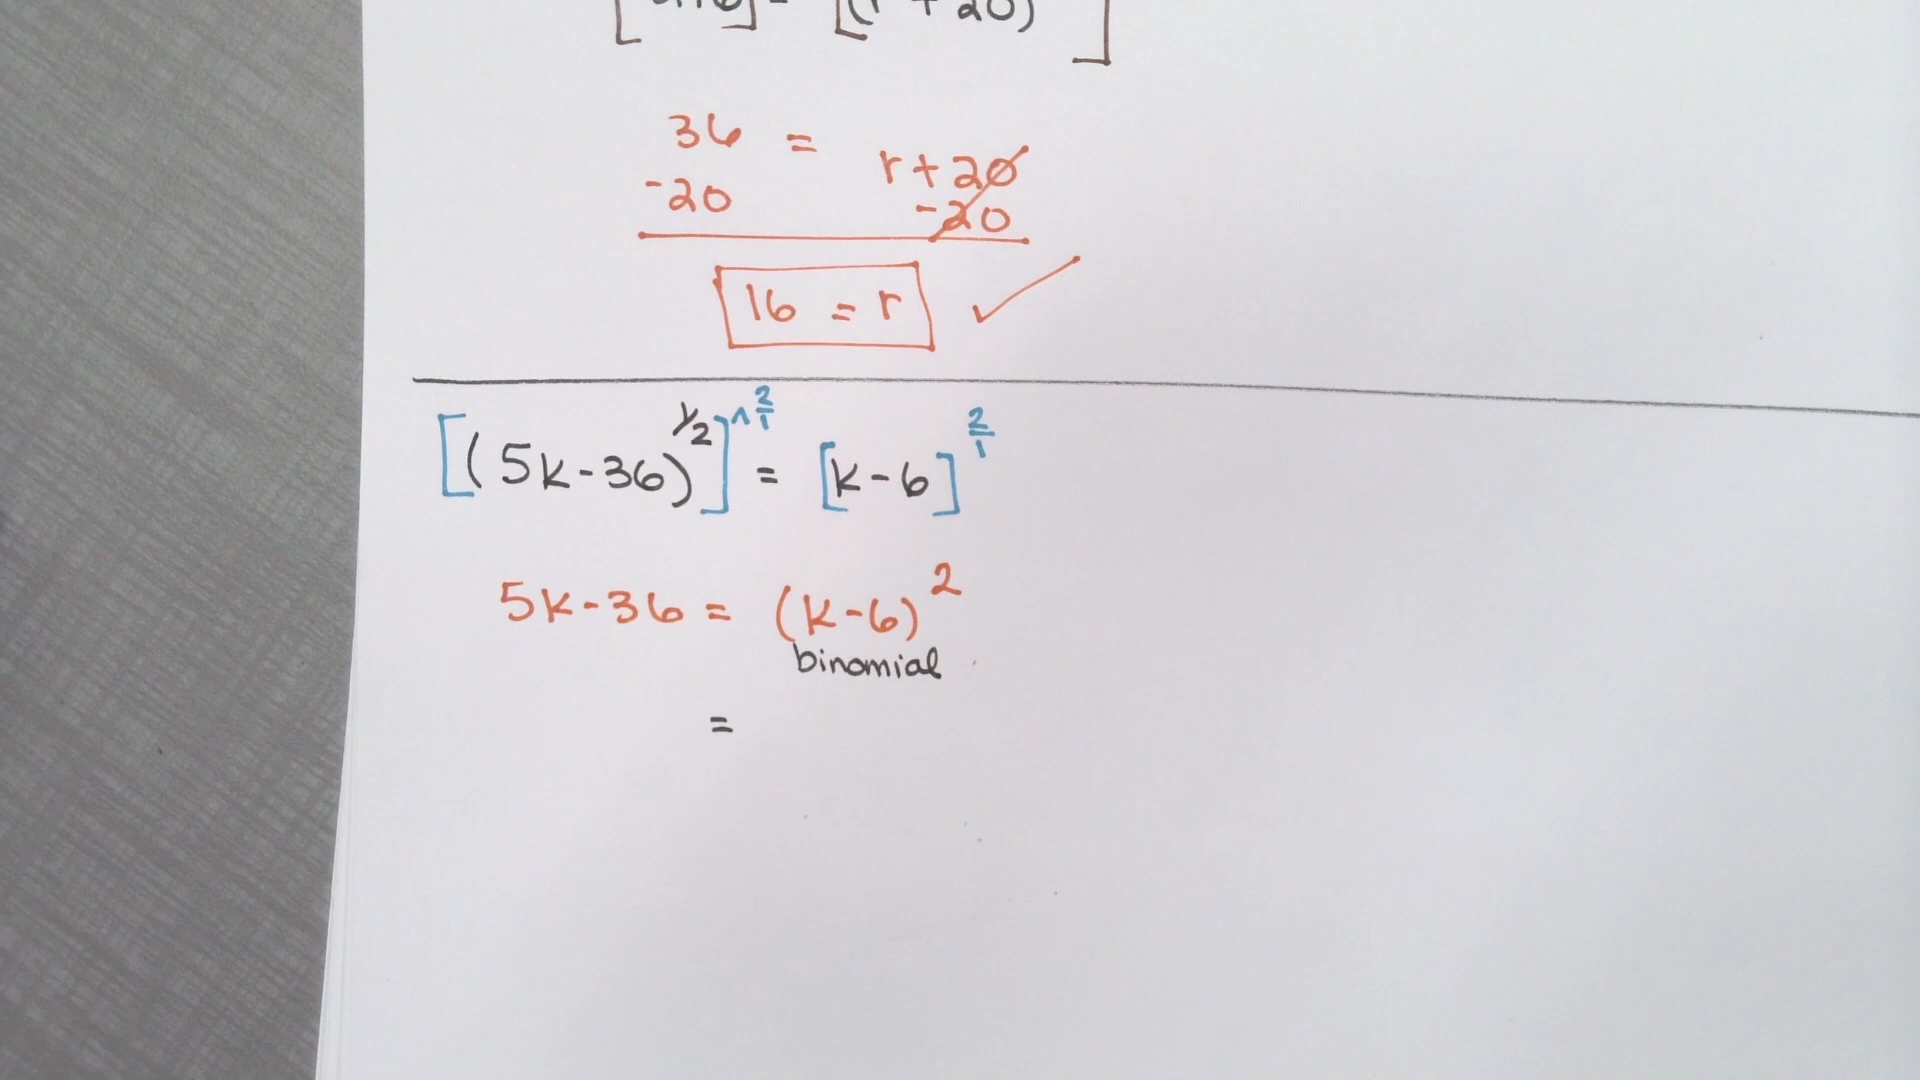 + 20)
36 = r + 20
-20 -20
16 = r ✓
[(5k - 36)^1/2]^2/1 = [k - 6]^2/1
5k - 36 = (k - 6)^2
binomial
=